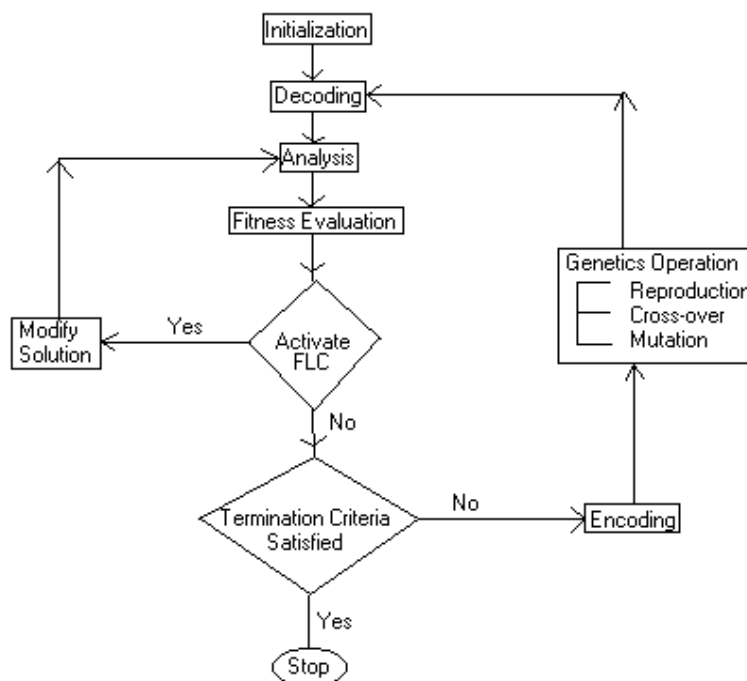 Initialization
Decoding
Analysis
Fitness Evaluation
Genetics Operation
Reproduction
Cross-over
Mutation
Modify
Solution
Yes
Activate
FLC
No
Termination Criteria
Satisfied
No
Encoding
Yes
Stop